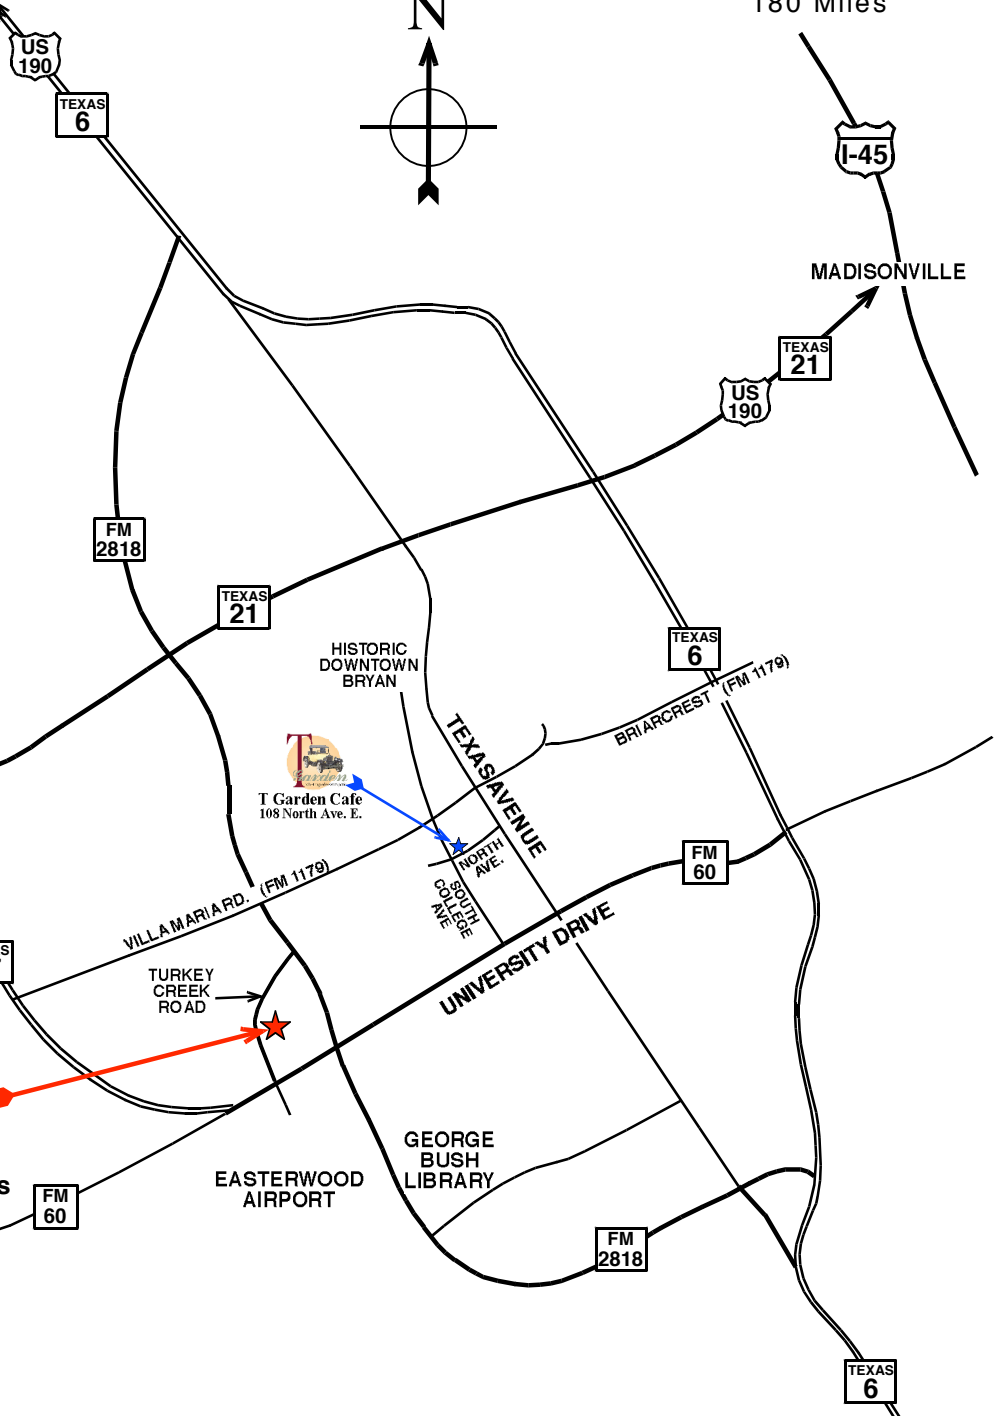 180 Miles
N
US
190
TEXAS
6
I-45
MADISONVILLE
TEXAS
21
US
190
FM
2818
TEXAS
21
HISTORIC
DOWNTOWN
BRYAN
TEXAS
6
BRIARCREST (FM 1179)
TEXAS AVENUE
T
Garden
T Garden Cafe
108 North Ave. E.
NORTH
AVE.
FM
60
SOUTH
COLLEGE
AVE
VILLA MARIA RD. (FM 1179)
UNIVERSITY DRIVE
S
TURKEY
CREEK
ROAD
GEORGE
BUSH
LIBRARY
EASTERWOOD
AIRPORT
s
FM
60
FM
2818
TEXAS
6